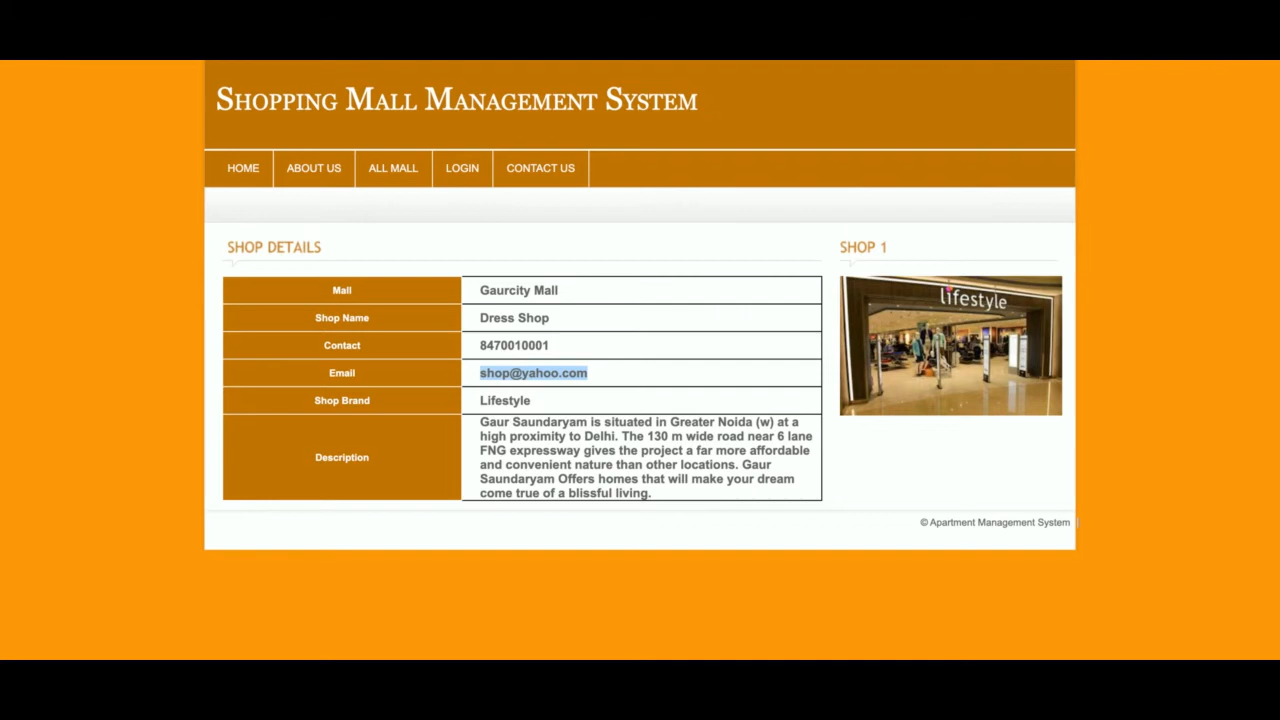 Shopping Mall Management System
HOME
ABOUT US
ALL MALL
LOGIN
CONTACT US
SHOP DETAILS
Mall
Gaurcity Mall
Shop Name
Dress Shop
Contact
8470010001
Email
shop@yahoo.com
Shop Brand
Lifestyle
Description
Gaur Saundaryam is situated in Greater Noida (w) at a
high proximity to Delhi. The 130 m wide road near 6 lane
FNG expressway gives the project a far more affordable
and convenient nature than other locations. Gaur
Saundaryam Offers homes that will make your dream
come true of a blissful living.
SHOP 1
lifestyle
© Apartment Management System